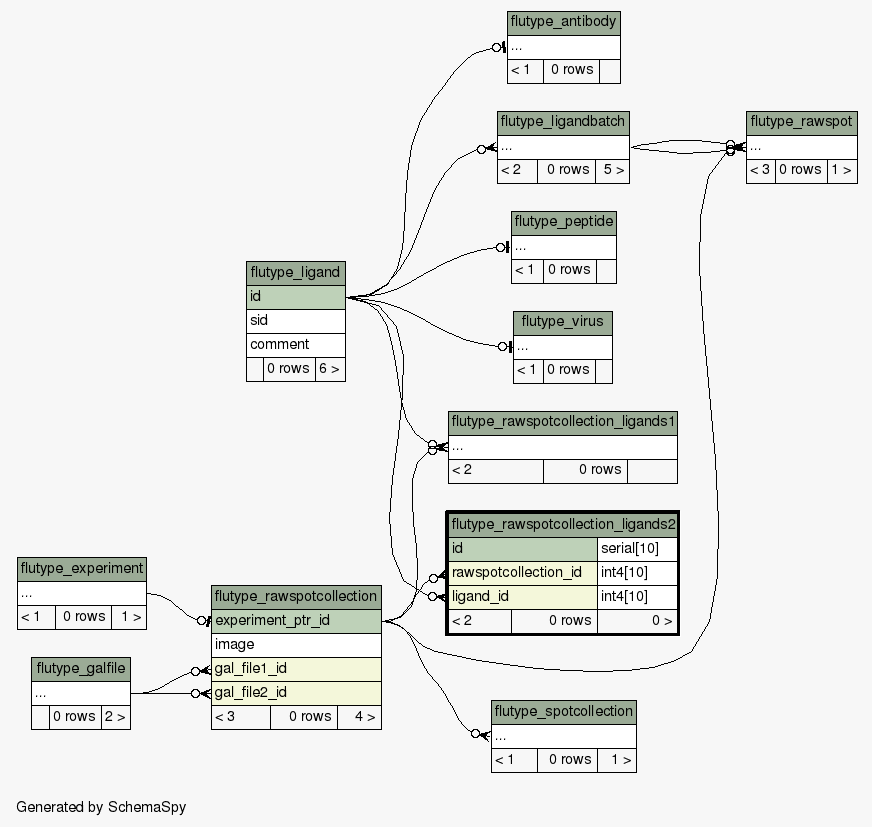 flutype_antibody
...
< 1 0 rows
flutype_ligandbatch
...
< 2 0 rows 5 >
flutype_rawspot
...
< 3 0 rows 1 >
flutype_peptide
...
< 1 0 rows
flutype_ligand
id
sid
comment
0 rows 6 >
flutype_virus
...
< 1 0 rows
flutype_rawspotcollection_ligands1
...
< 2 0 rows
flutype_rawspotcollection_ligands2
id serial[10]
rawspotcollection_id int4[10]
ligand_id int4[10]
< 2 0 rows 0 >
flutype_experiment
...
< 1 0 rows 1 >
flutype_rawspotcollection
experiment_ptr_id
image
gal_file1_id
gal_file2_id
< 3 0 rows 4 >
flutype_galfile
...
0 rows 2 >
flutype_spotcollection
...
< 1 0 rows 1 >
Generated by SchemaSpy